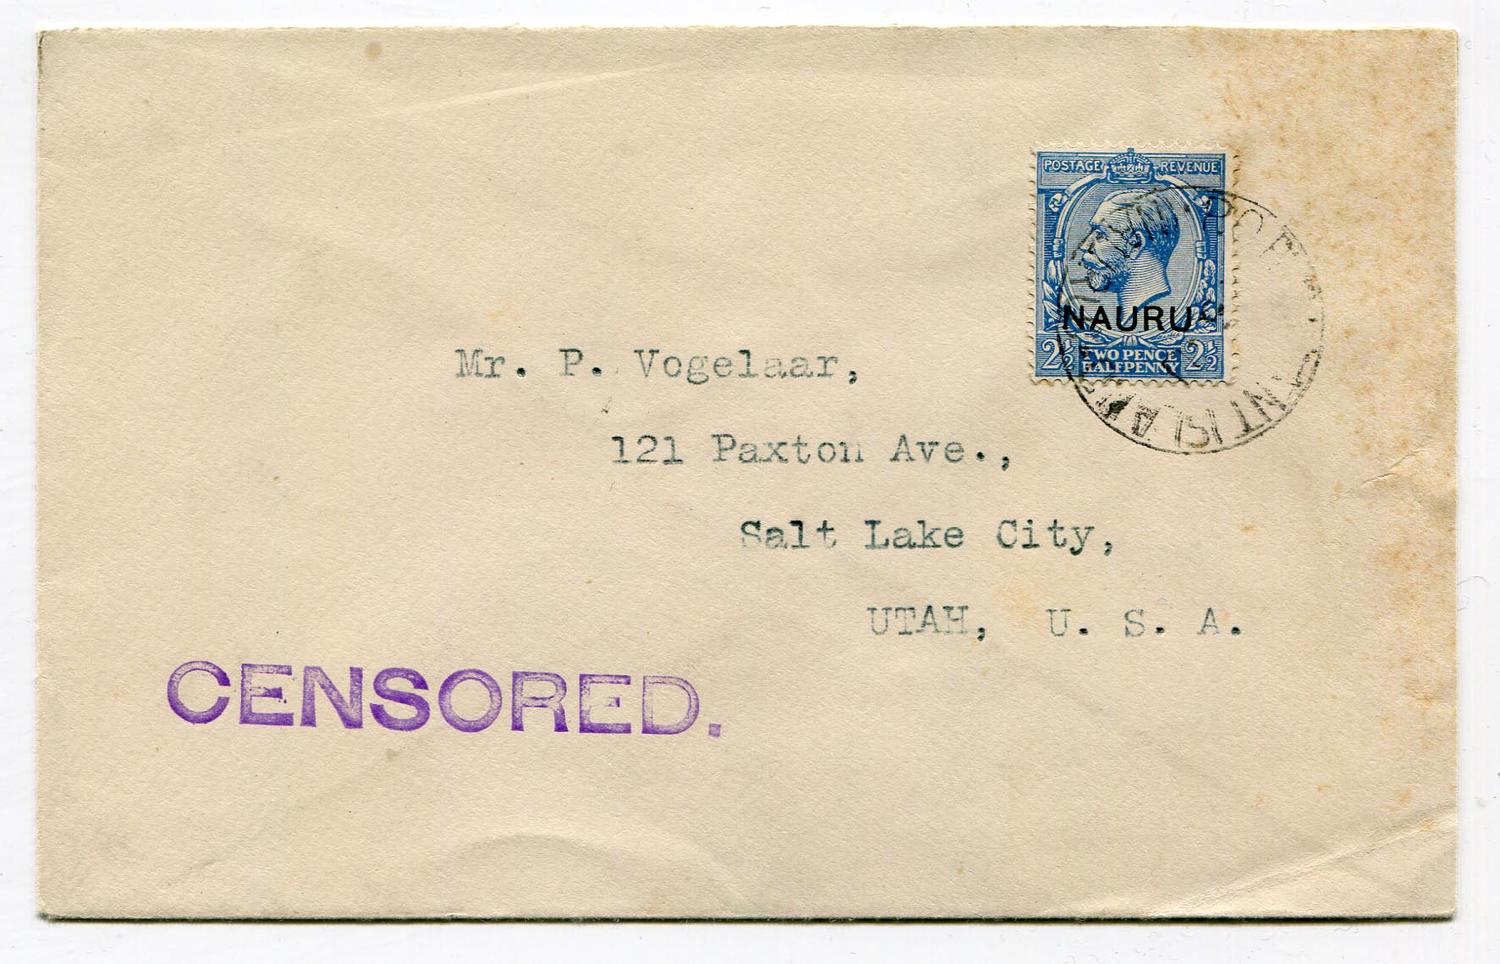 POSTAGE REVENUE
NAURU
2½ TWO PENCE 2½
HALFPENNY
Mr. P. Vogelaar,
121 Paxton Ave.,
Salt Lake City,
UTAH, U. S. A.
CENSORED.